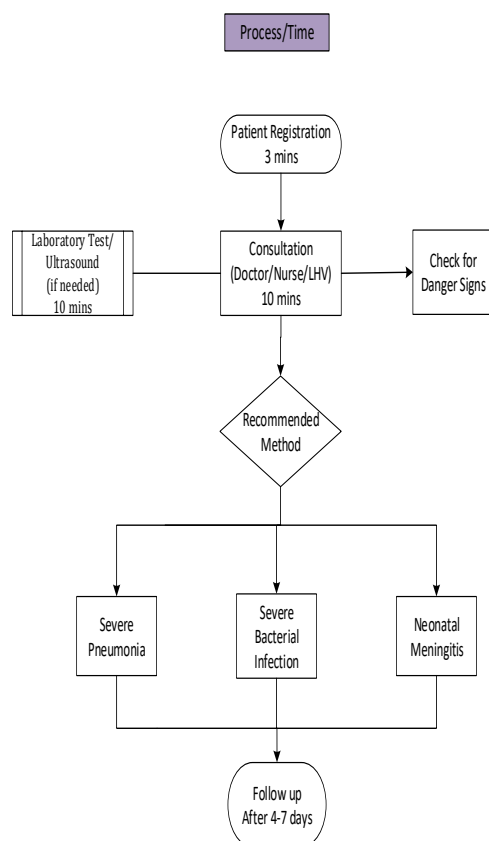 Process/Time
Patient Registration
3 mins
Laboratory Test/
Ultrasound
(if needed)
10 mins
Consultation
(Doctor/Nurse/LHV)
10 mins
Check for
Danger Signs
Recommended
Method
Severe
Pneumonia
Severe
Bacterial
Infection
Neonatal
Meningitis
Follow up
After 4-7 days